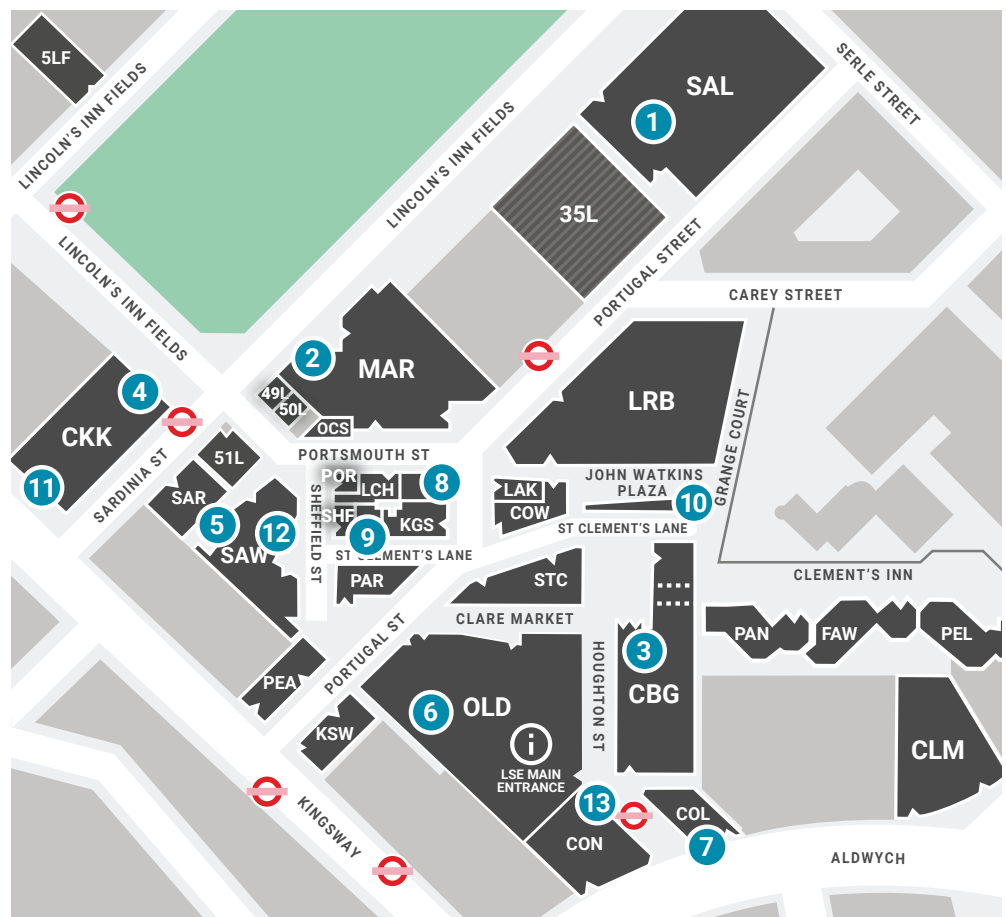 5LF
SAL
SERLE STREET
1
LINCOLN'S INN FIELDS
LINCOLN'S INN FIELDS
35L
LINCOLN'S INN FIELDS
PORTUGAL STREET
CAREY STREET
2
MAR
4
49L
50L
LRB
CKK
OCS
GRANGE COURT
51L
PORTSMOUTH ST
JOHN WATKINS
PLAZA
11
SARDINIA ST
SAR
POR
LCH
8
LAK
10
5
12
SHEFFIELD ST
SHF
9
KGS
COW
ST CLEMENT'S LANE
SAW
ST CLEMENT'S LANE
PAR
STC
CLEMENT'S INN
CLARE MARKET
PAN
FAW
PEL
PORTUGAL ST
HOUGHTON ST
3
PEA
CBG
6
OLD
KSW
i
LSE MAIN
ENTRANCE
CLM
KINGSWAY
13
COL
CON
7
ALDWYCH